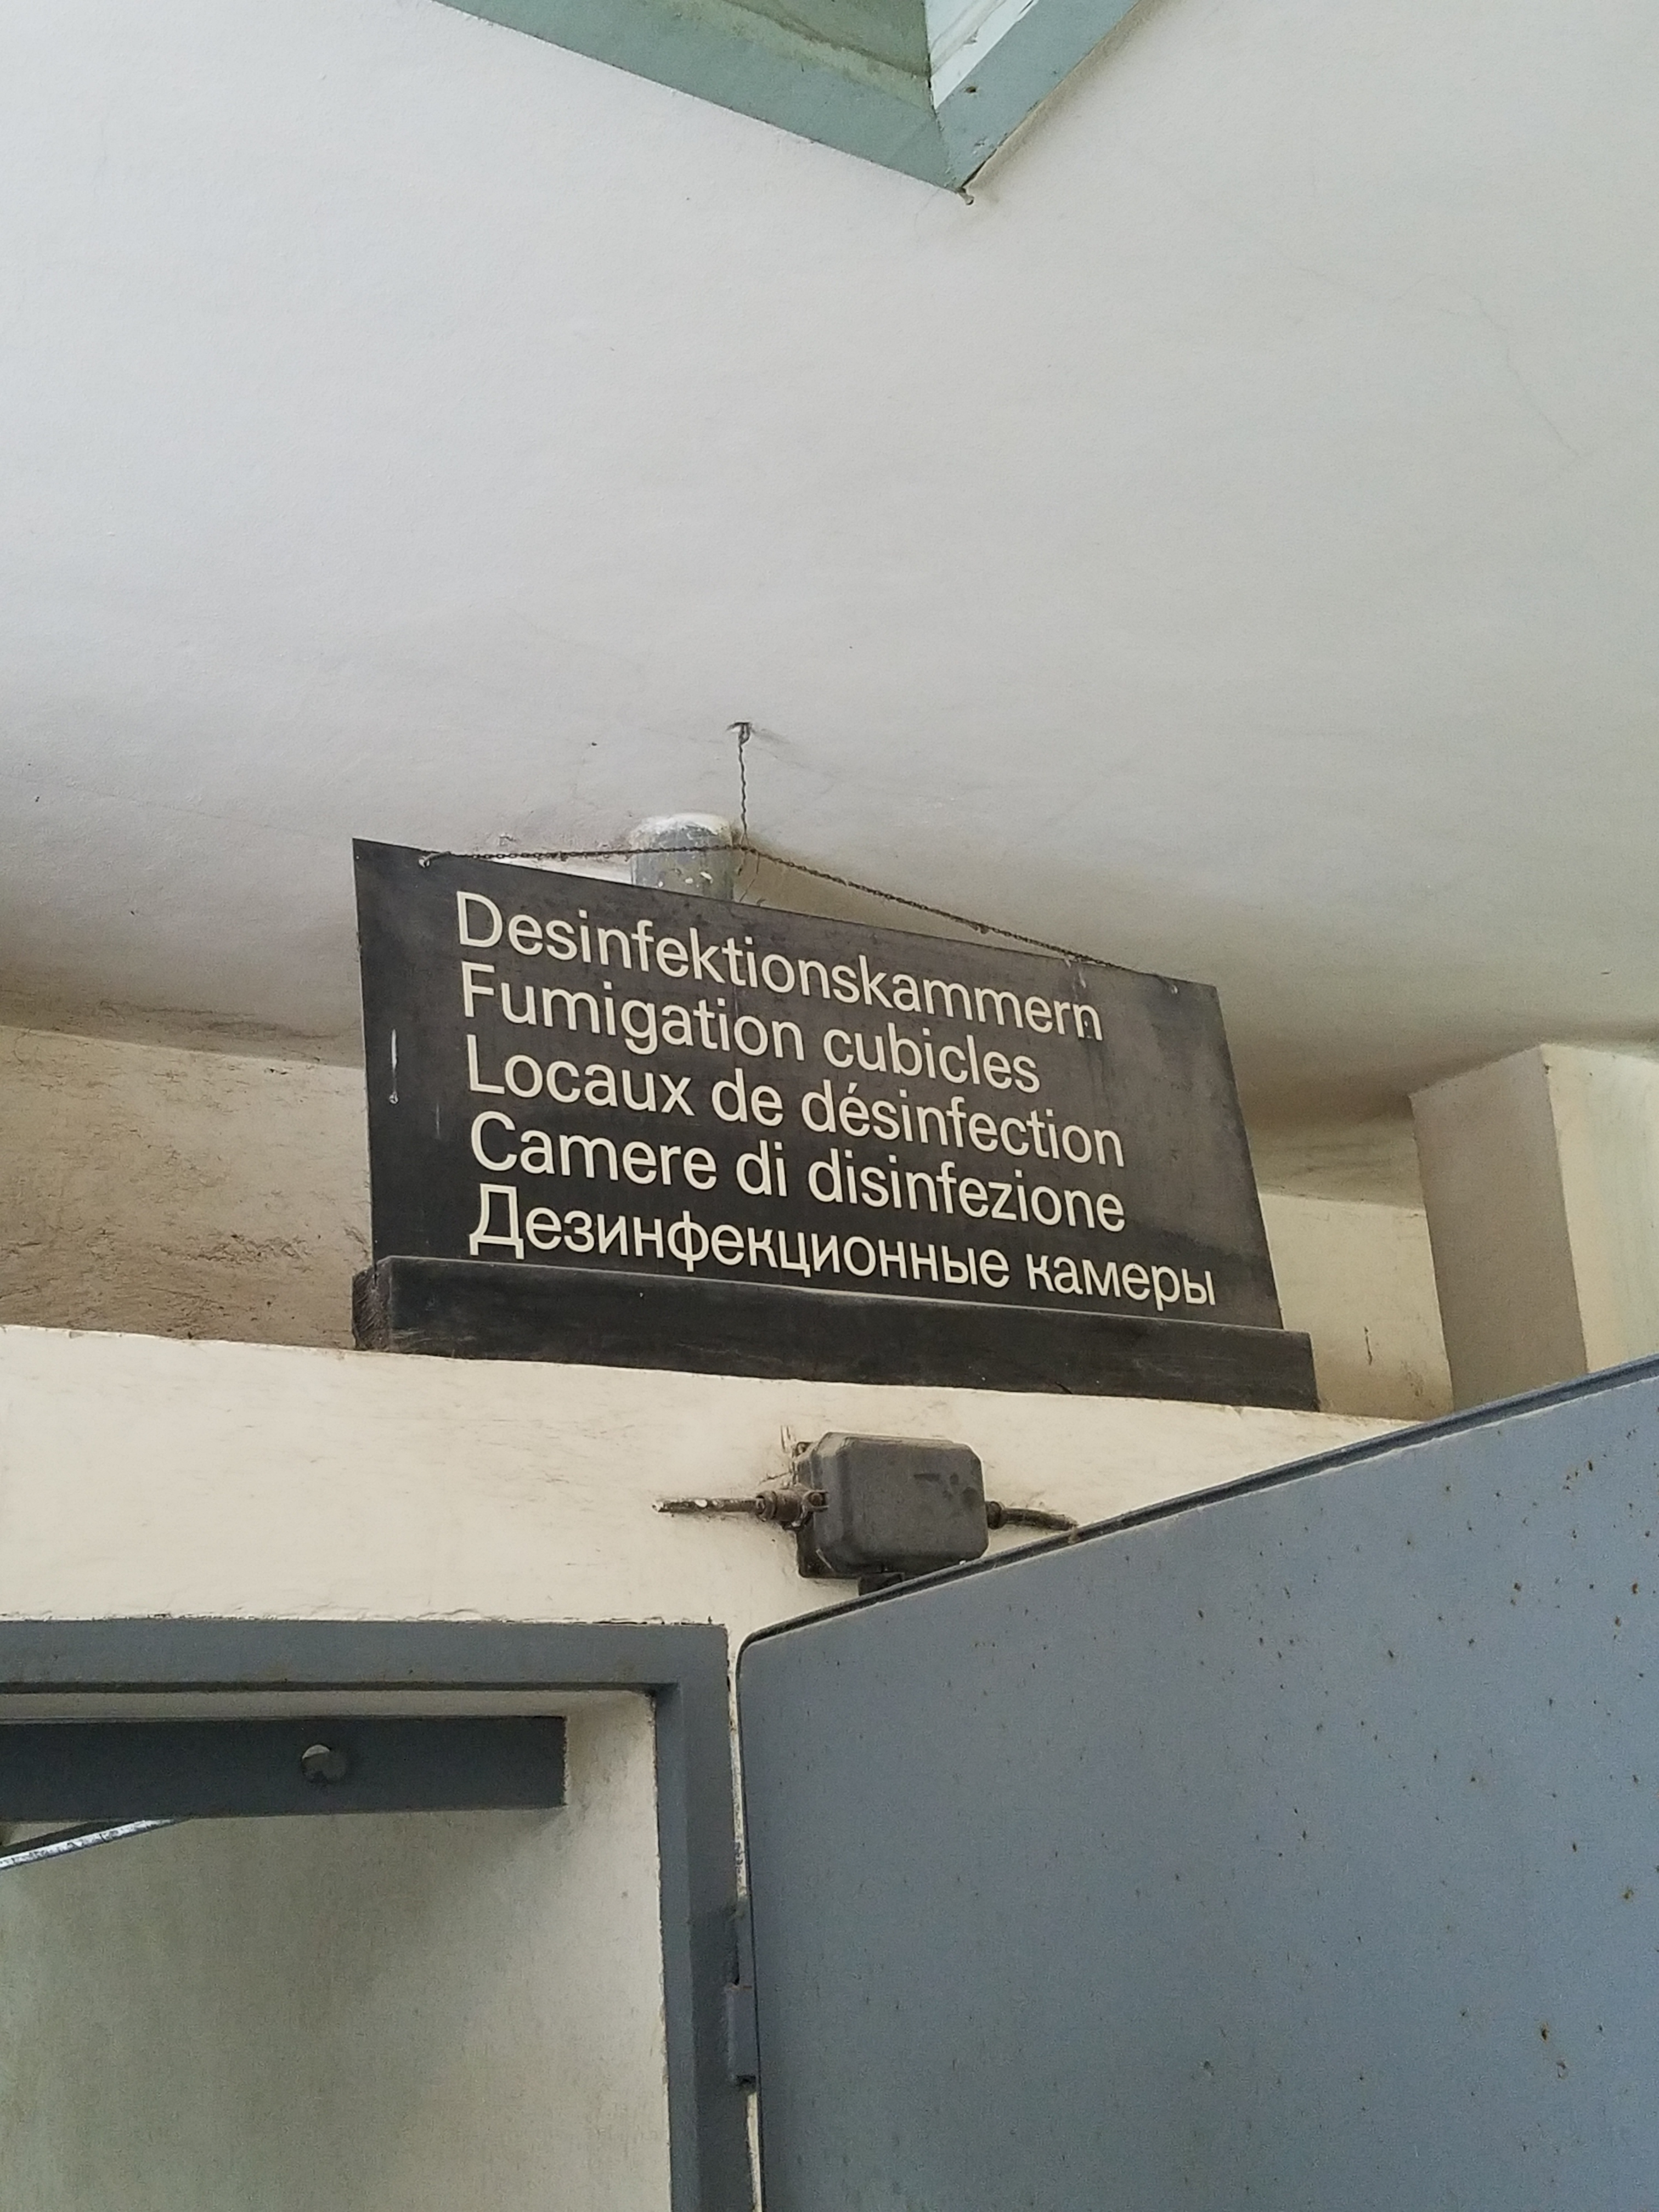 Desinfektionskammern
Fumigation cubicles
Locaux de désinfection
Camere di disinfezione
Дезинфекционные камеры